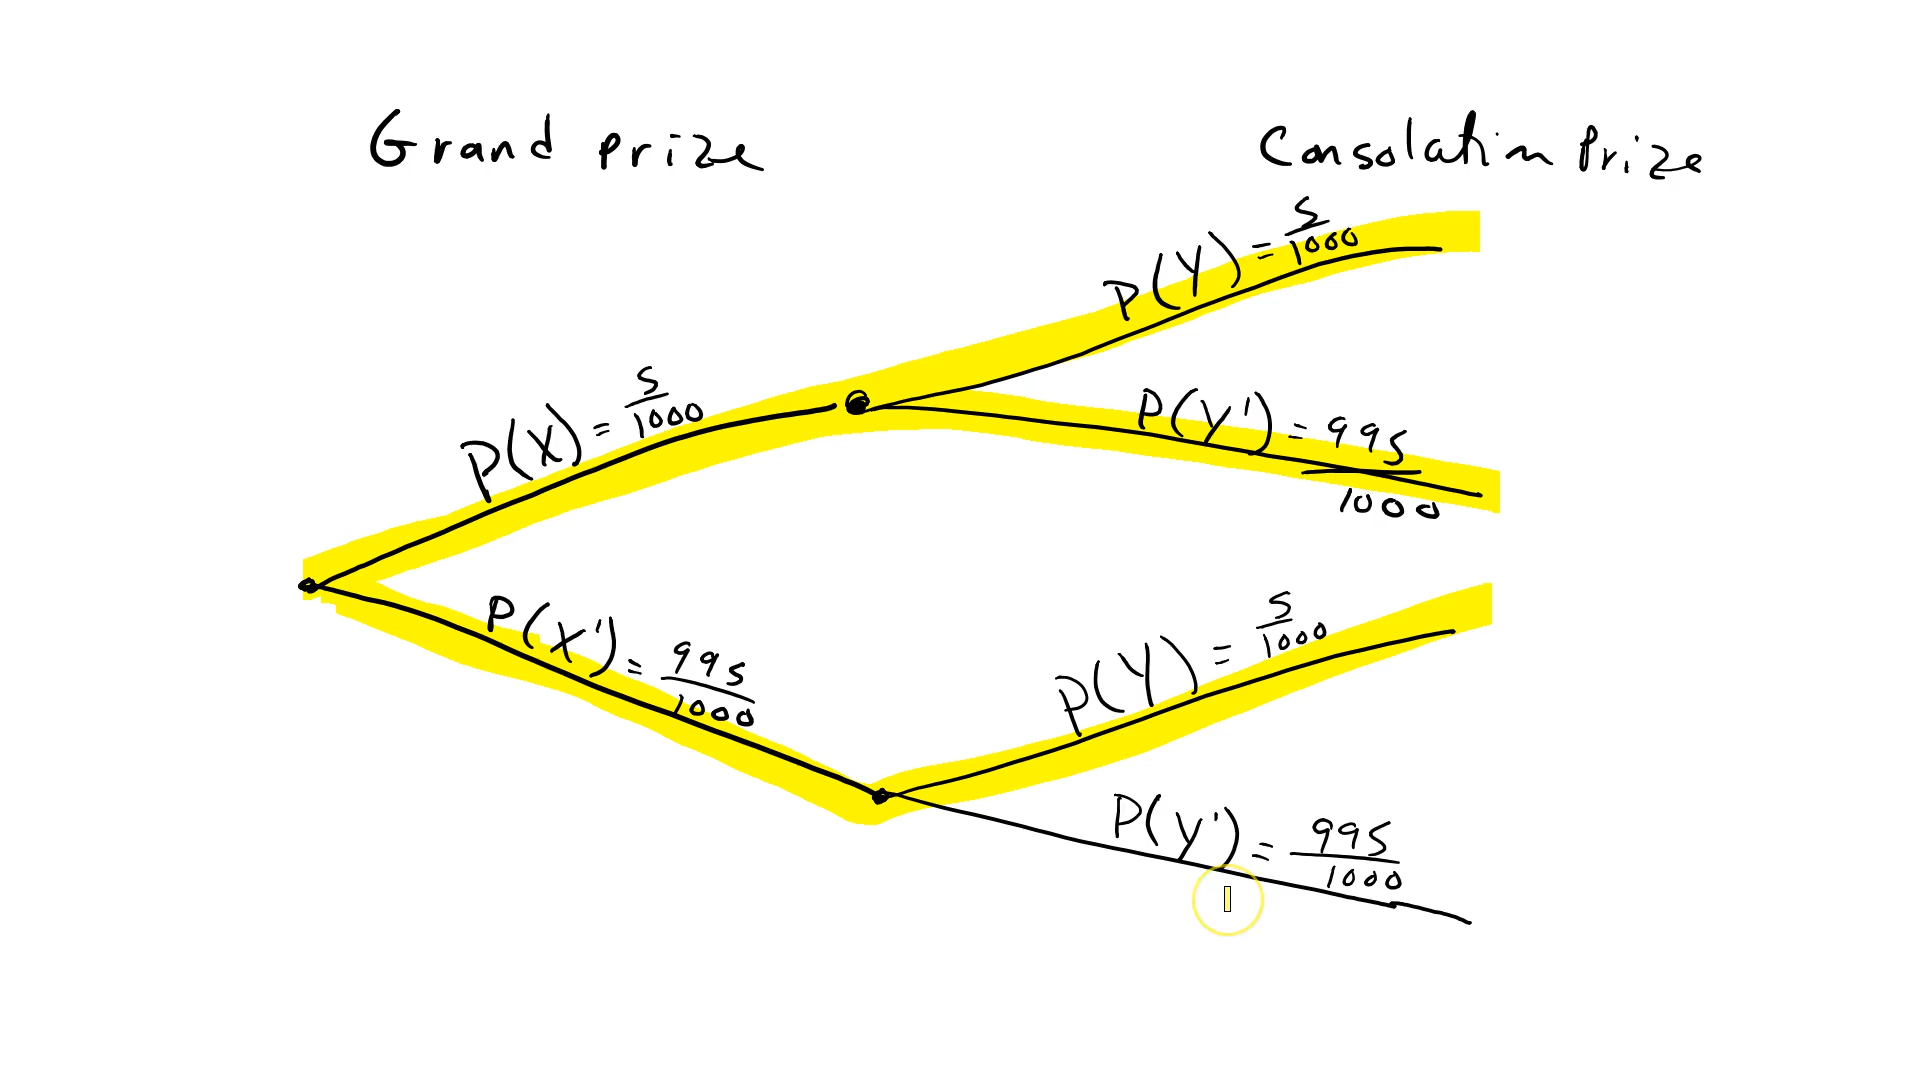 Grand prize
Consolation Prize
P(Y) = 5/1000
P(X) = 5/1000
P(Y') = 995/1000
P(X') = 995/1000
P(Y) = 5/1000
P(Y') = 995/1000